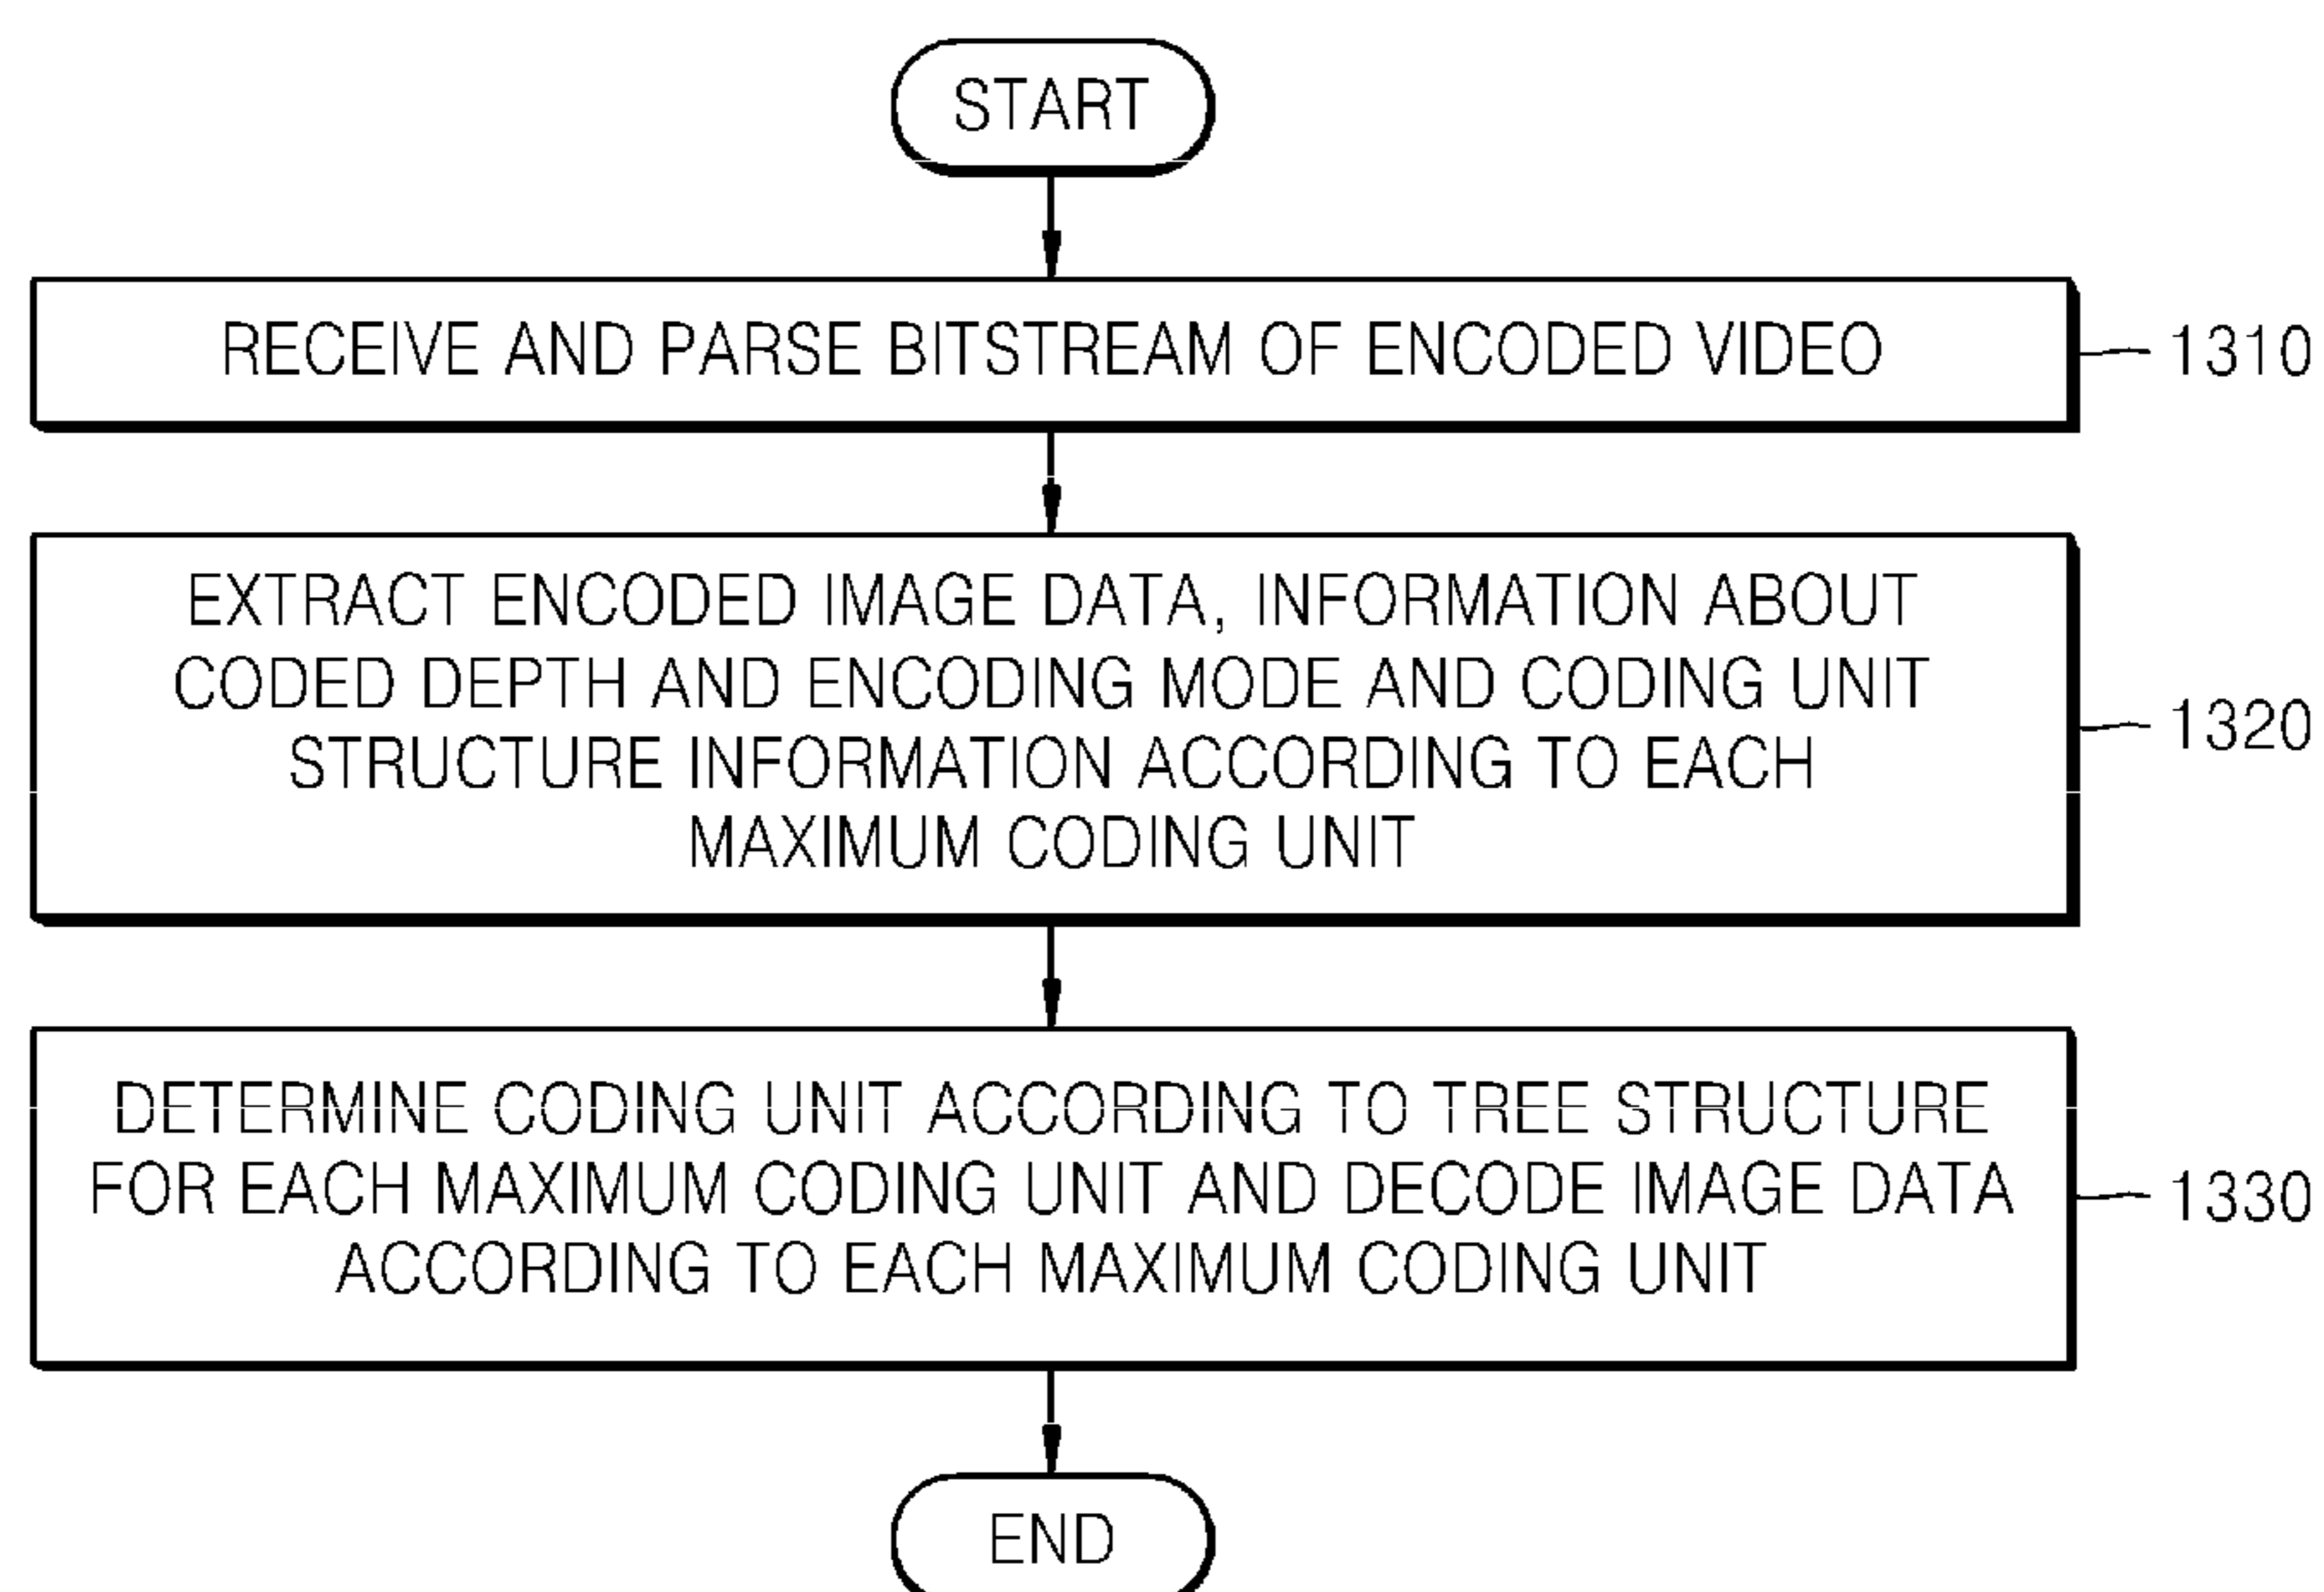 START
RECEIVE AND PARSE BITSTREAM OF ENCODED VIDEO
1310
EXTRACT ENCODED IMAGE DATA, INFORMATION ABOUT
CODED DEPTH AND ENCODING MODE AND CODING UNIT
STRUCTURE INFORMATION ACCORDING TO EACH
MAXIMUM CODING UNIT
1320
DETERMINE CODING UNIT ACCORDING TO TREE STRUCTURE
FOR EACH MAXIMUM CODING UNIT AND DECODE IMAGE DATA
ACCORDING TO EACH MAXIMUM CODING UNIT
1330
END